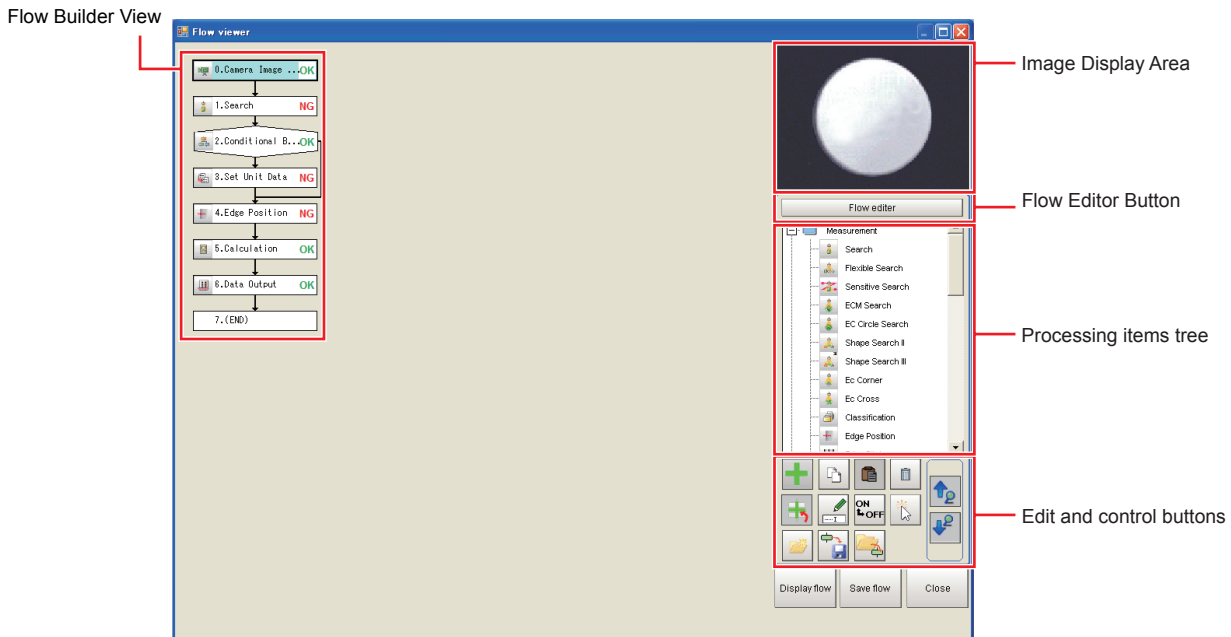 Flow Builder View
Flow viewer
0.Camera Image ...OK
1.Search NG
2.Conditional B...OK
3.Set Unit Data NG
4.Edge Position NG
5.Calculation OK
6.Data Output OK
7.(END)
Image Display Area
Flow editer
Flow Editor Button
Measurement
Search
Flexible Search
Sensitive Search
ECM Search
EC Circle Search
Shape Search II
Shape Search III
Ec Corner
Ec Cross
Classification
Edge Position
Processing items tree
ON
OFF
Edit and control buttons
Display flow
Save flow
Close